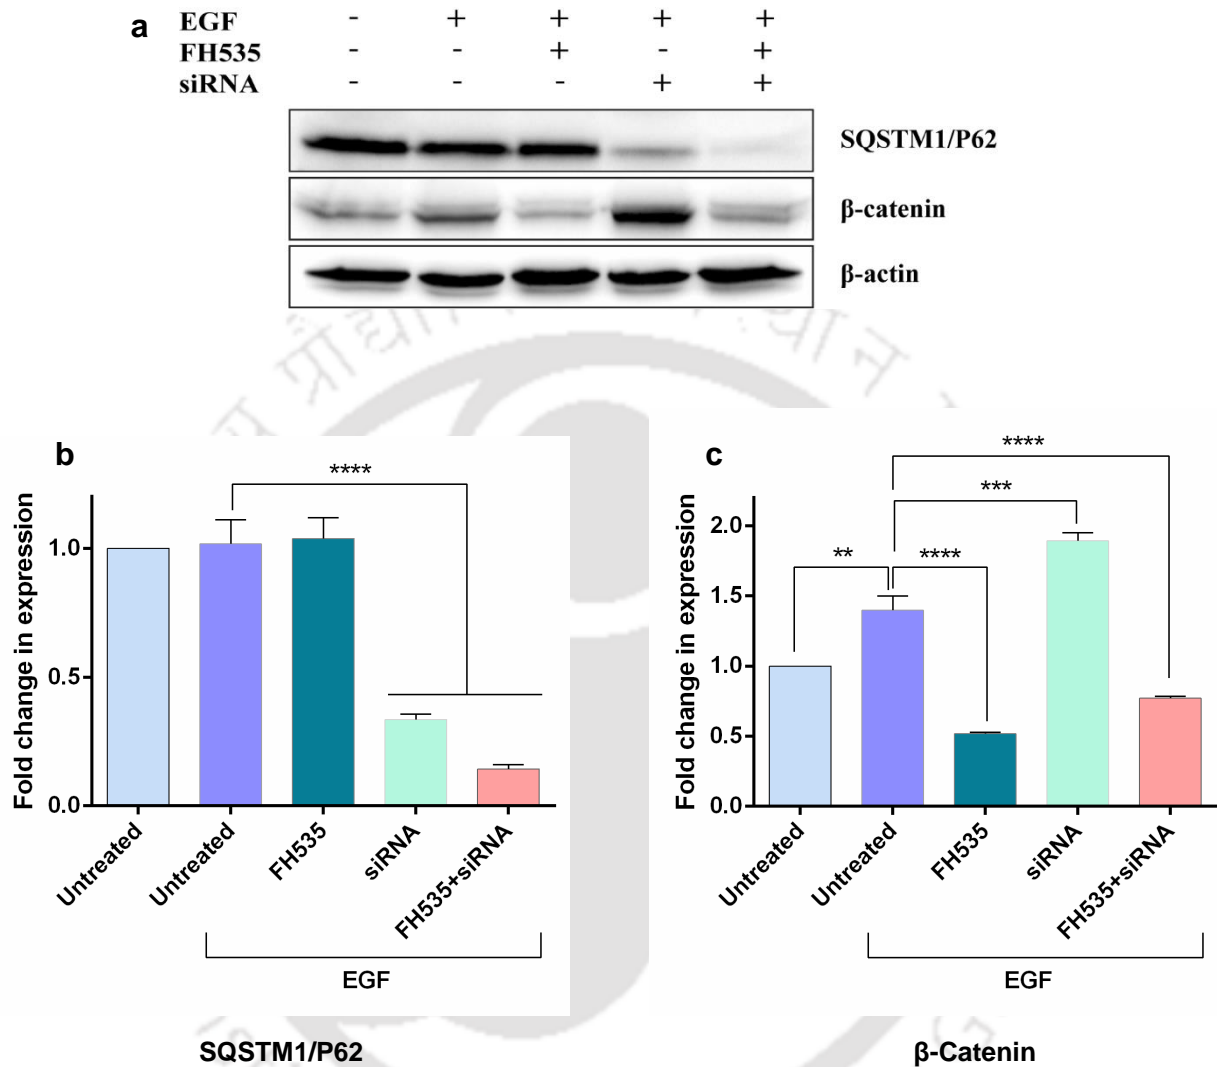 a
EGF - + + + +
FH535 - - + - +
siRNA - - - + +
SQSTM1/P62
β-catenin
β-actin
b
****
Fold change in expression
1.0
0.5
0.0
Untreated
Untreated
FH535
siRNA
FH535+siRNA
EGF
SQSTM1/P62
c
****
***
** ****
Fold change in expression
2.0
1.5
1.0
0.5
0.0
Untreated
Untreated
FH535
siRNA
FH535+siRNA
EGF
β-Catenin